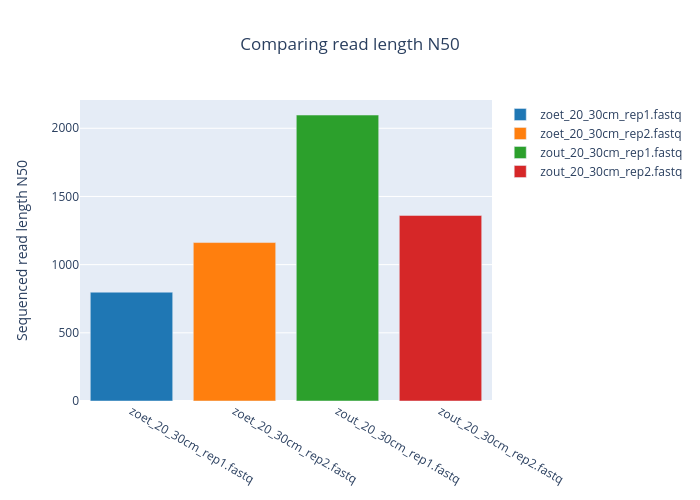 Comparing read length N50
zoet_20_30cm_rep1.fastq
zoet_20_30cm_rep2.fastq
zout_20_30cm_rep1.fastq
zout_20_30cm_rep2.fastq
Sequenced read length N50
2000
1500
1000
500
0
zoet_20_30cm_rep1.fastq
zoet_20_30cm_rep2.fastq
zout_20_30cm_rep1.fastq
zout_20_30cm_rep2.fastq